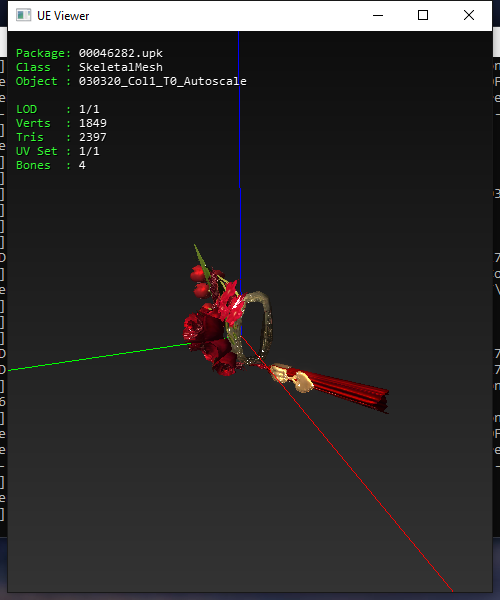 UE Viewer
Package: 00046282.upk
Class  : SkeletalMesh
Object : 030320_Col1_T0_Autoscale
LOD    : 1/1
Verts  : 1849
Tris   : 2397
UV Set : 1/1
Bones  : 4